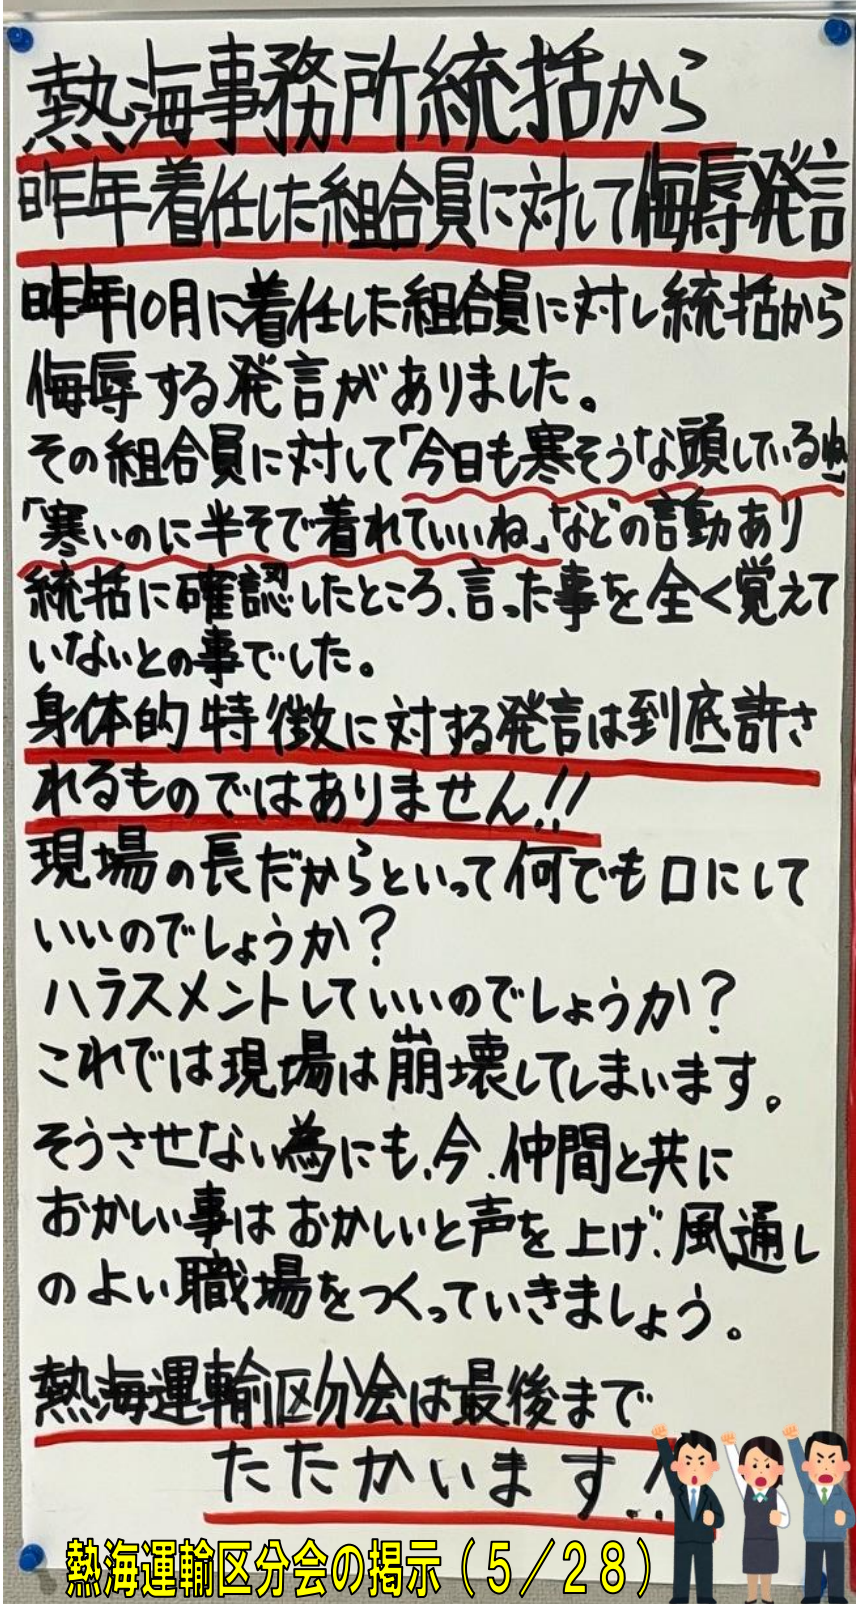 熱海事務所統括から
昨年着任した組合員に対して侮辱発言
昨年10月に着任した組合員に対し統括から
侮辱する発言がありました。
その組合員に対して「今日も寒そうな頭しているね」
「寒いのに半そで着れていいね」などの言動あり
統括に確認したところ、言った事を全く覚えて
いないとの事でした。
身体的特徴に対する発言は到底許さ
れるものではありません!!
現場の長だからといって何でも口にして
いいのでしょうか?
ハラスメントしていいのでしょうか?
これでは現場は崩壊してしまいます。
そうさせない為にも、今、仲間と共に
おかしい事はおかしいと声を上げ、風通し
のよい職場をつくっていきましょう。
熱海運輸区分会は最後まで
たたかいます!!
熱海運輸区分会の掲示(5/28)